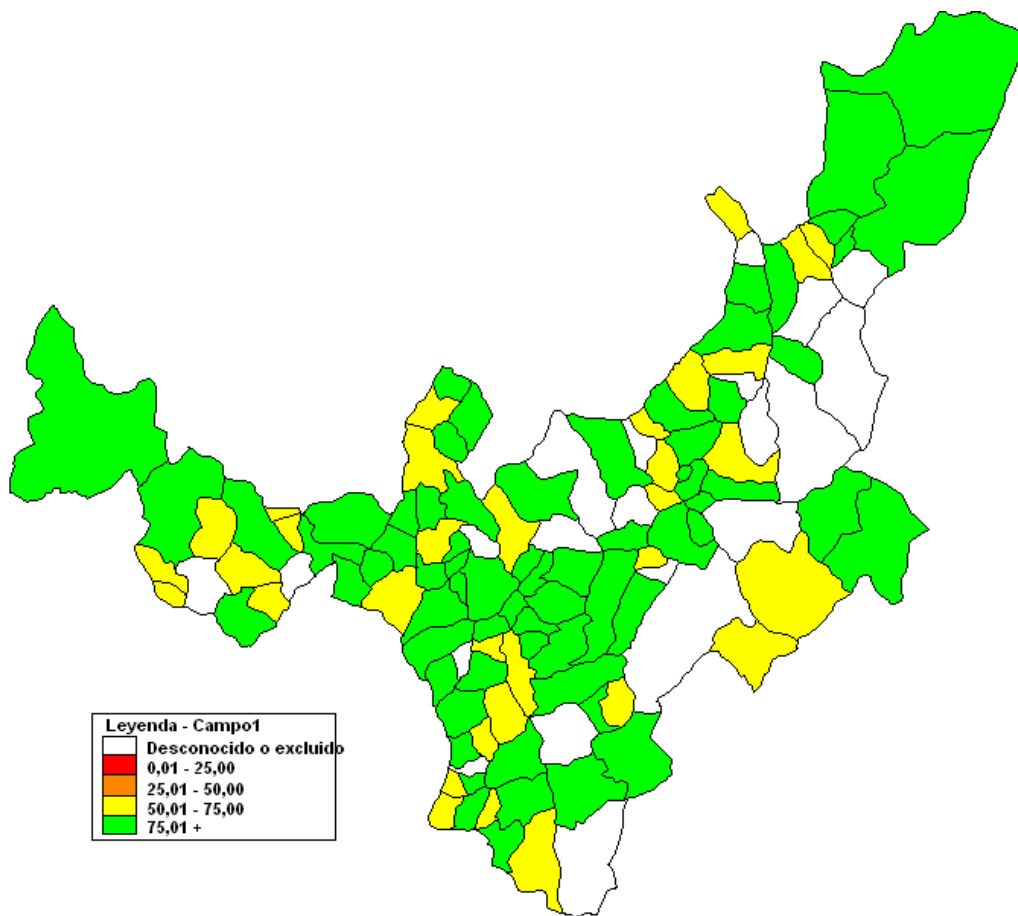 Leyenda - Campo1
Desconocido o excluido
0,01 - 25,00
25,01 - 50,00
50,01 - 75,00
75,01 +